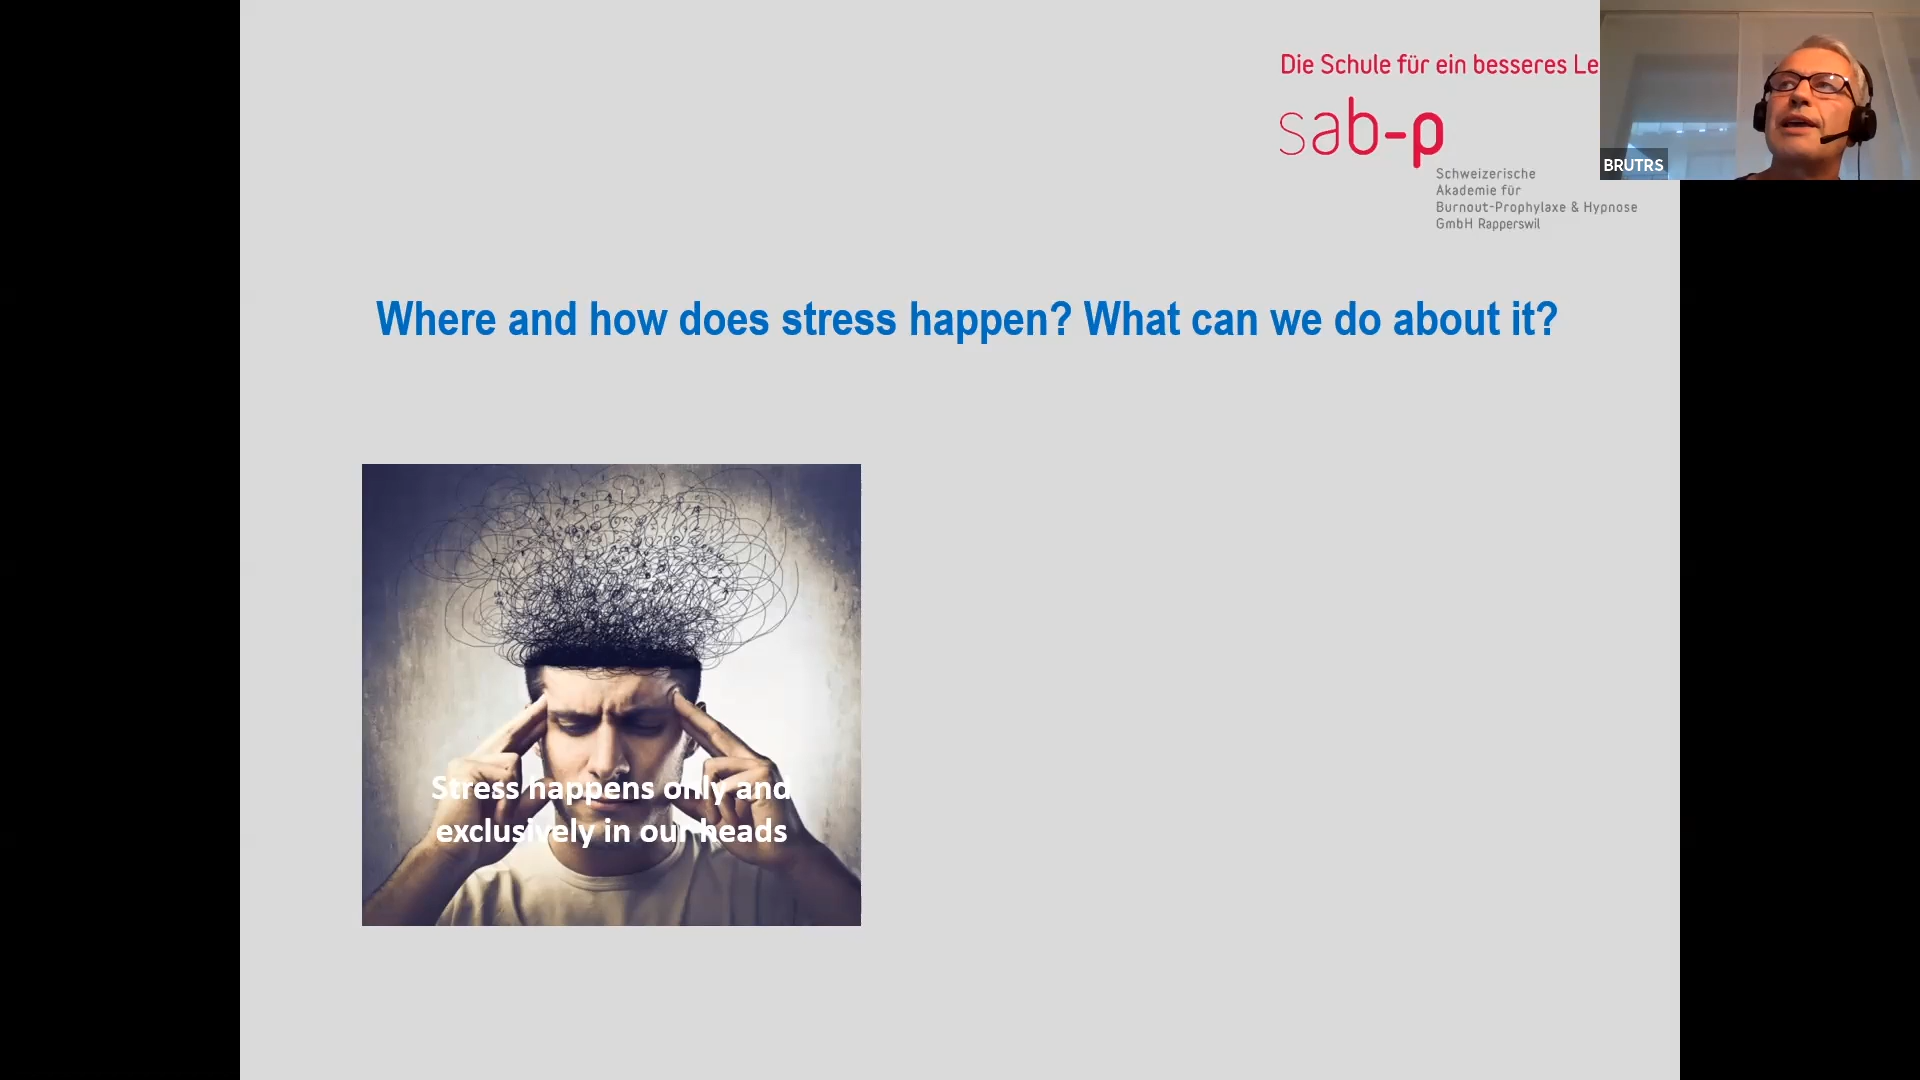 Die Schule für ein besseres Le
sab-p
Schweizerische
Akademie für
Burnout-Prophylaxe & Hypnose
GmbH Rapperswil
BRUTRS
Where and how does stress happen? What can we do about it?
Stress happens only and
exclusively in our heads